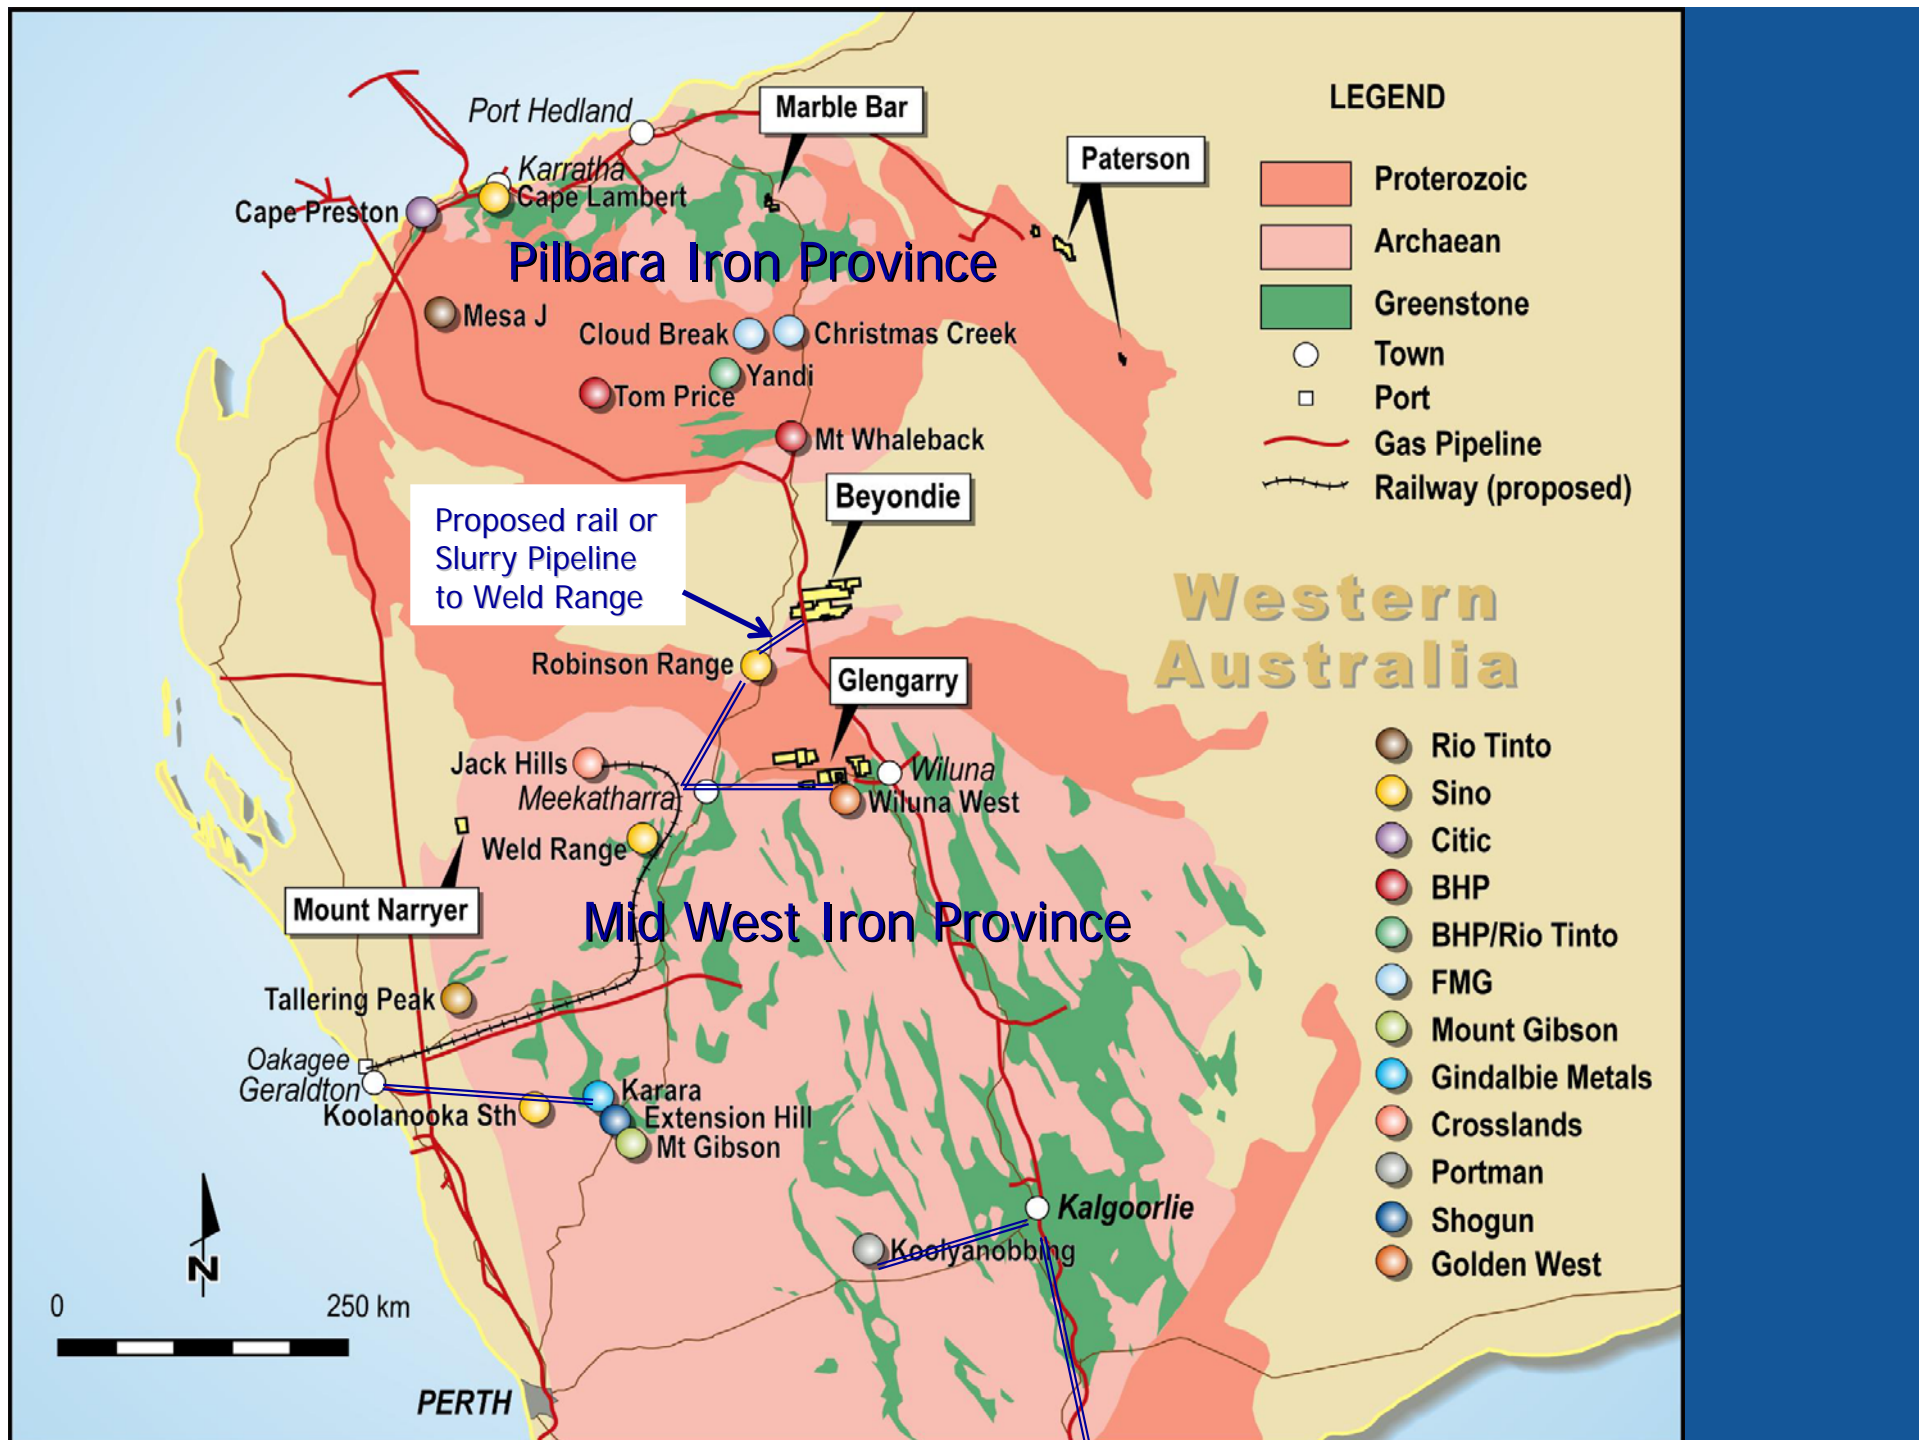 Port Hedland
Marble Bar
LEGEND
Karratha
Paterson
Proterozoic
Cape Preston
Cape Lambert
Pilbara Iron Province
Archaean
Mesa J
Greenstone
Cloud Break
Christmas Creek
Town
Yandi
Tom Price
Port
Mt Whaleback
Gas Pipeline
Railway (proposed)
Beyondie
Proposed rail or
Slurry Pipeline
to Weld Range
Western
Australia
Robinson Range
Glengarry
Jack Hills
Meekatharra
Wiluna
Wiluna West
Weld Range
Mount Narryer
Mid West Iron Province
Rio Tinto
Sino
Citic
BHP
BHP/Rio Tinto
FMG
Mount Gibson
Gindalbie Metals
Crosslands
Portman
Shogun
Golden West
Tallering Peak
Oakagee
Geraldton
Koolanooka Sth
Karara
Extension Hill
Mt Gibson
Kalgoorlie
Koolyanobbing
N
0 250 km
PERTH